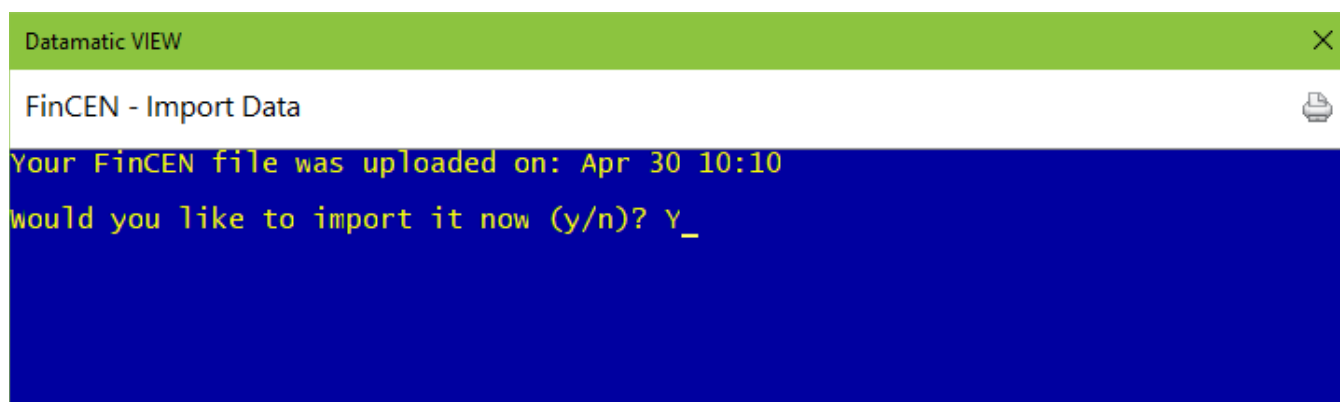 Datamatic VIEW
FinCEN - Import Data
Your FinCEN file was uploaded on: Apr 30 10:10
Would you like to import it now (y/n)? Y_